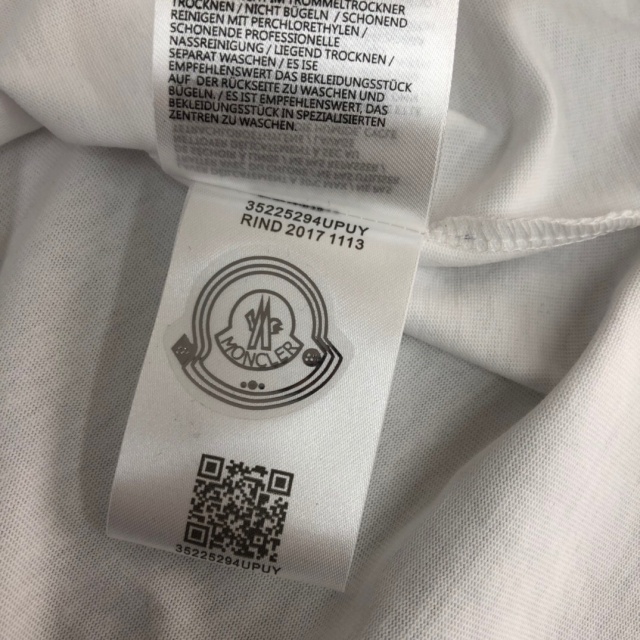 TROCKNEN / NICHT BÜGELN / SCHONEND
REINIGEN MIT PERCHLORETHYLEN /
SCHONENDE PROFESSIONELLE
NASSREINIGUNG / LIEGEND TROCKNEN /
SEPARAT WASCHEN / ES ISE
EMPFEHLENSWERT DAS BEKLEIDUNGSSTÜCK
AUF DER RÜCKSEITE ZU WASCHEN UND
BÜGELN. / ES IST EMPFEHLENSWERT, DAS
BEKLEIDUNGSSTÜCK IN SPEZIALISIERTEN
ZENTREN ZU WASCHEN.
35225294UPUY
RIND 2017 1113
MONCLER
35225294UPUY